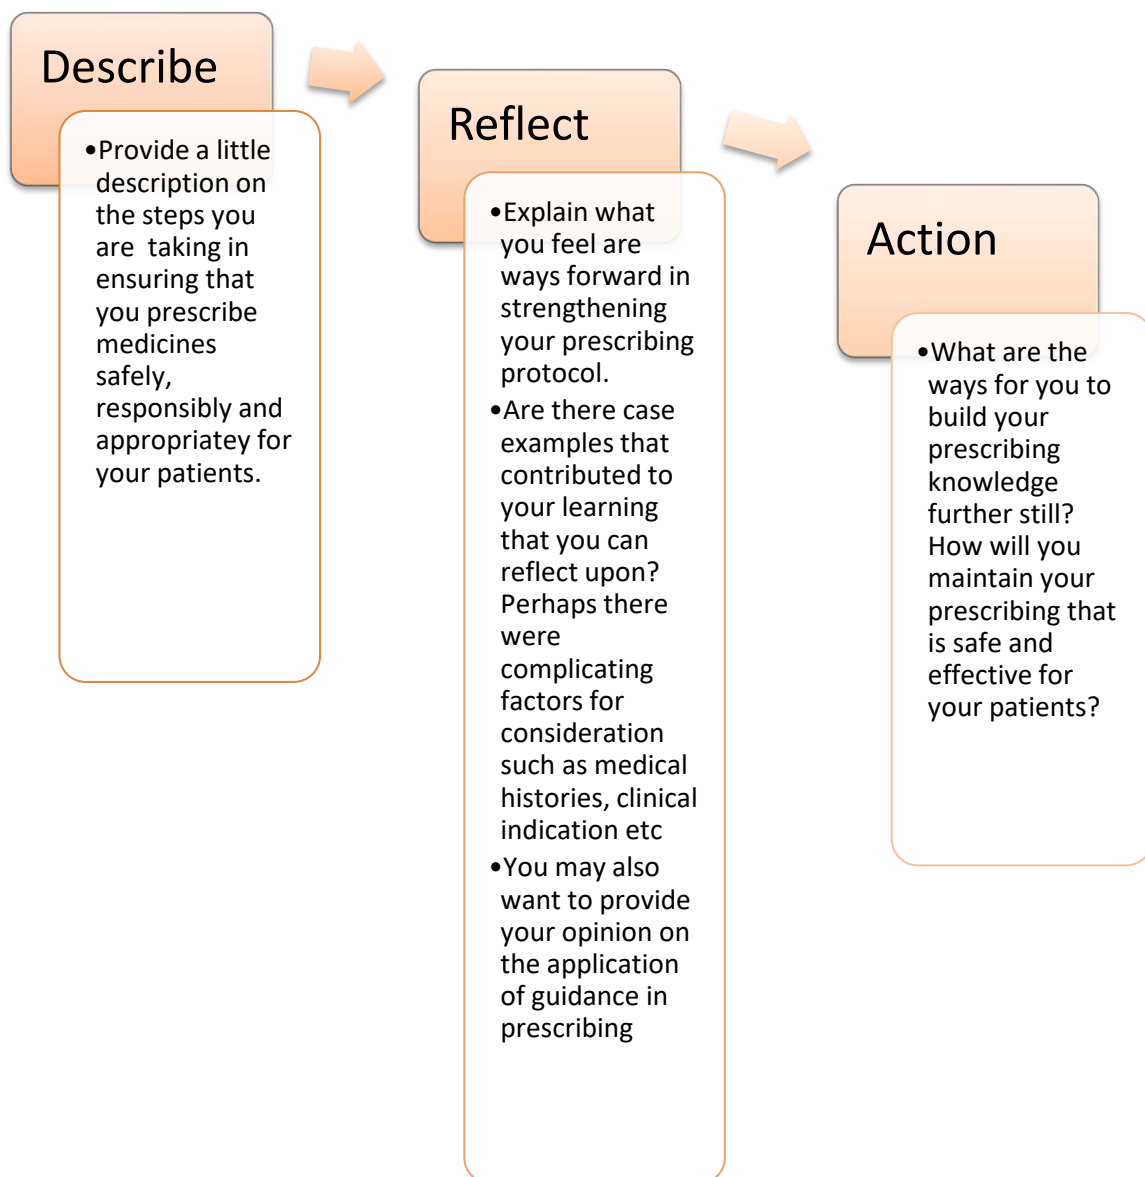 Describe
•Provide a little
description on
the steps you
are  taking in
ensuring that
you prescribe
medicines
safely,
responsibly and
appropriatey for
your patients.
Reflect
•Explain what
you feel are
ways forward in
strengthening
your prescribing
protocol.
•Are there case
examples that
contributed to
your learning
that you can
reflect upon?
Perhaps there
were
complicating
factors for
consideration
such as medical
histories, clinical
indication etc
•You may also
want to provide
your opinion on
the application
of guidance in
prescribing
Action
•What are the
ways for you to
build your
prescribing
knowledge
further still?
How will you
maintain your
prescribing that
is safe and
effective for
your patients?